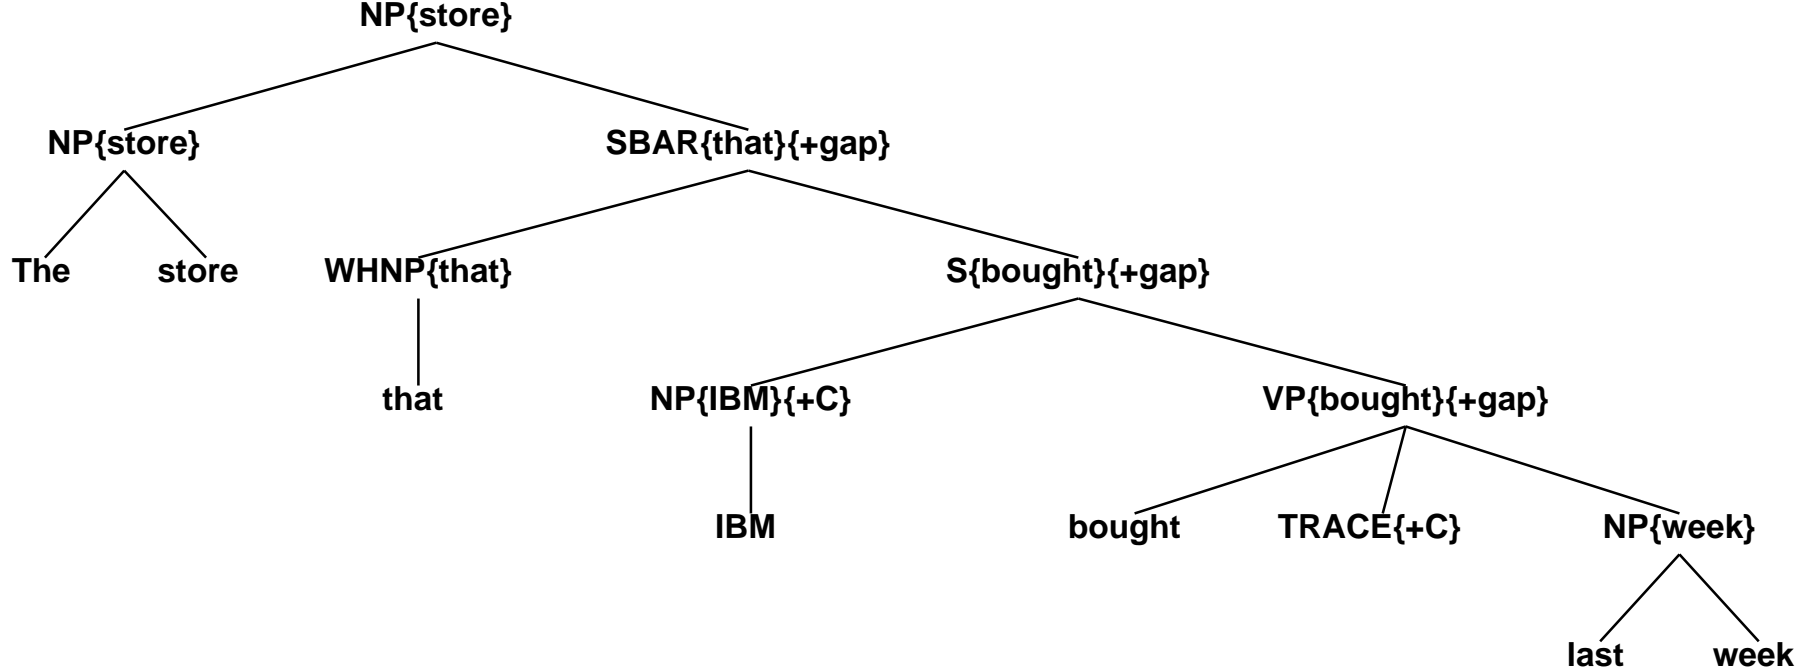 NP{store}
NP{store} SBAR{that}{+gap}
The store WHNP{that} S{bought}{+gap}
that NP{IBM}{+C} VP{bought}{+gap}
IBM bought TRACE{+C} NP{week}
last week